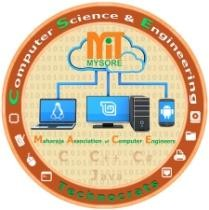 Computer Science & Engineering
MiT
MYSORE
Maharaja Association of Computer Engineers
C C++ C#
Java
Technocrats